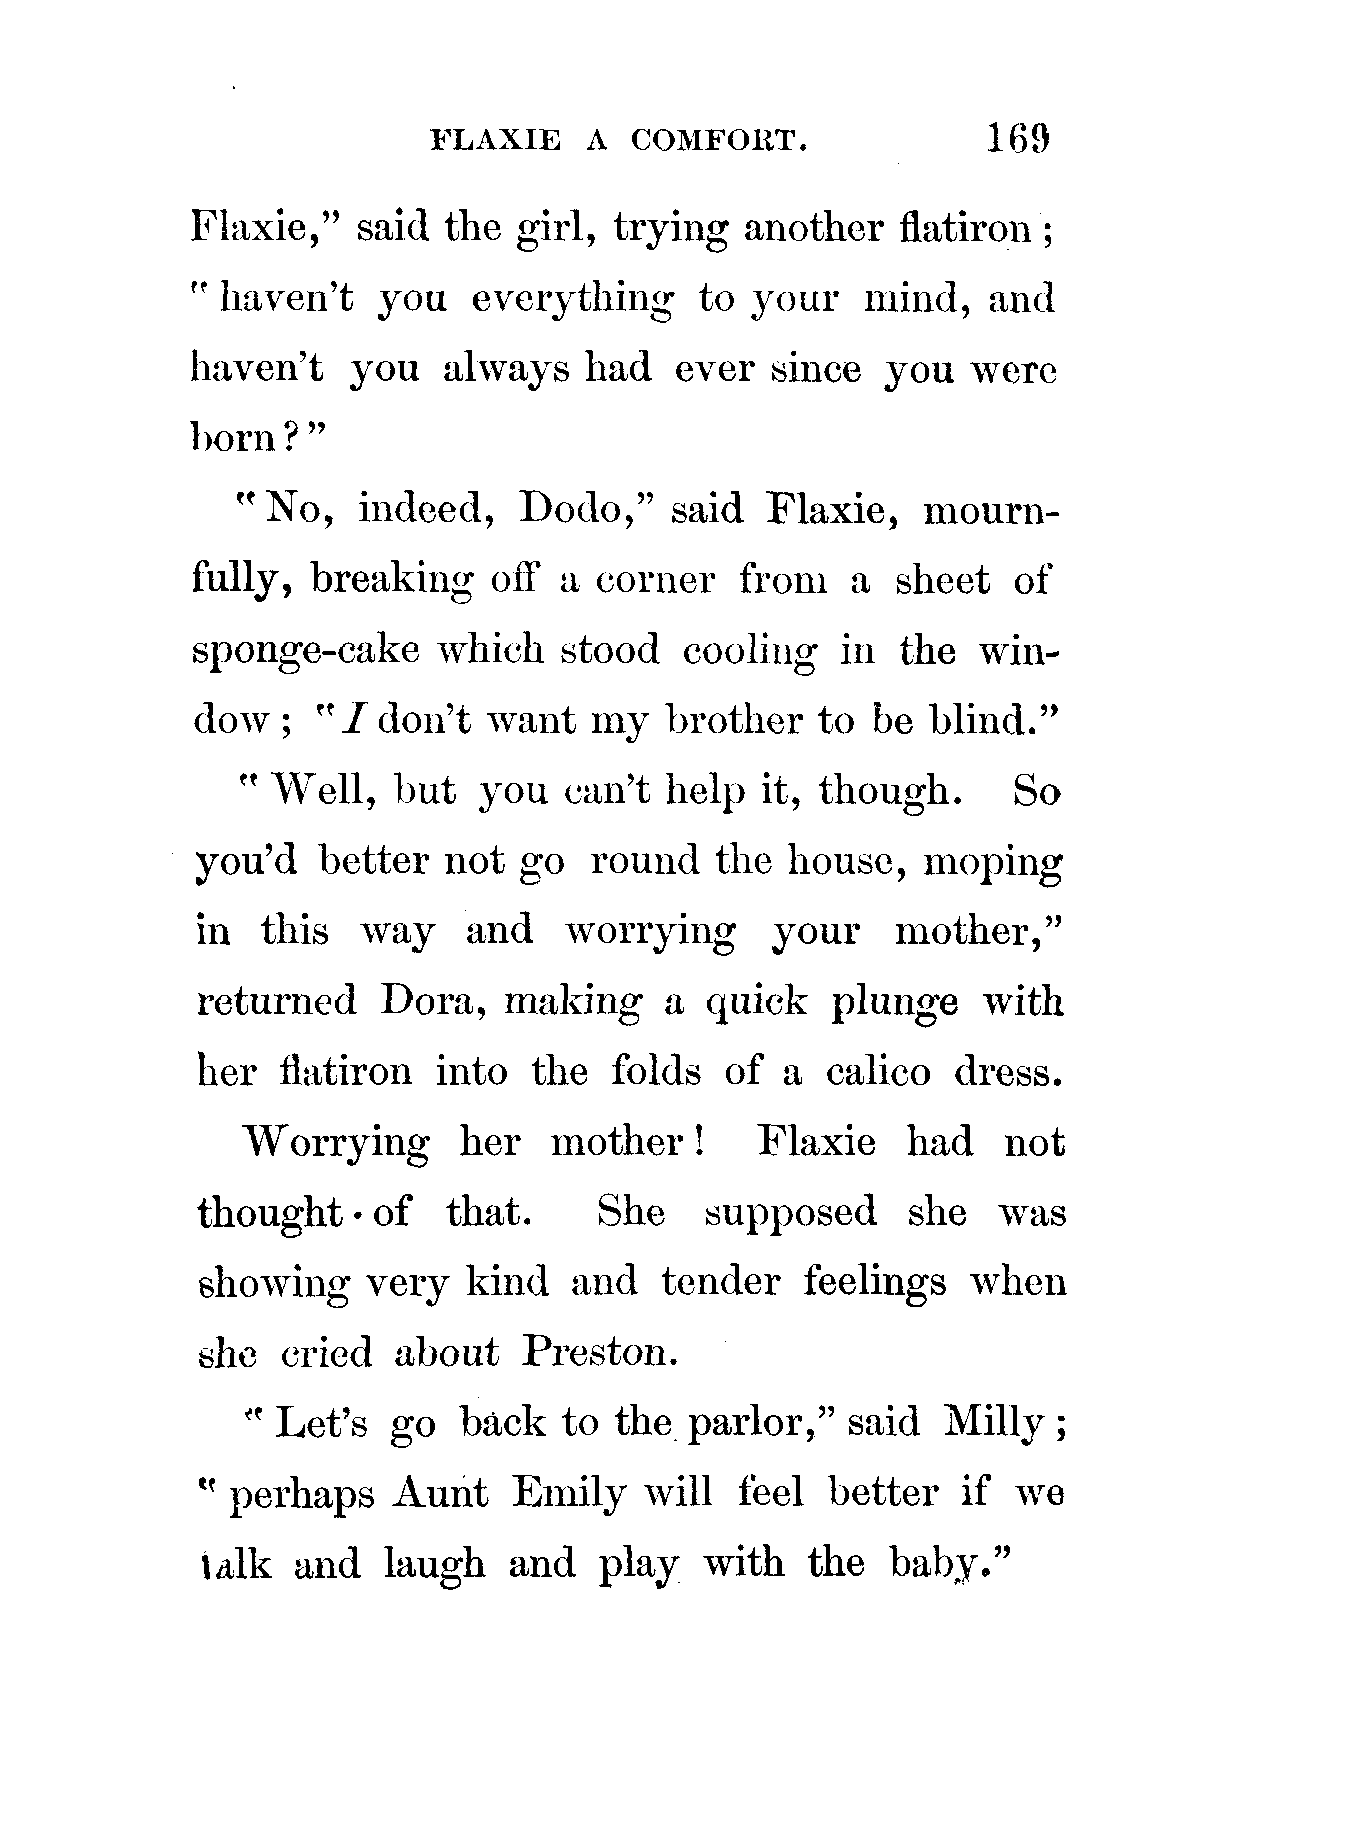 FLAXIE A COMFORT. 169
Flaxie,” said the girl, trying another flatiron;
“haven’t you everything to your mind, and
haven’t you always had ever since you were
born?”
“No, indeed, Dodo,” said Flaxie, mourn-
fully, breaking off a corner from a sheet of
sponge-cake which stood cooling in the win-
dow; “I don’t want my brother to be blind.”
“Well, but you can’t help it, though. So
you’d better not go round the house, moping
in this way and worrying your mother,”
returned Dora, making a quick plunge with
her flatiron into the folds of a calico dress.
Worrying her mother! Flaxie had not
thought of that. She supposed she was
showing very kind and tender feelings when
she cried about Preston.
“Let’s go back to the parlor,” said Milly;
“perhaps Aunt Emily will feel better if we
talk and laugh and play with the baby.”